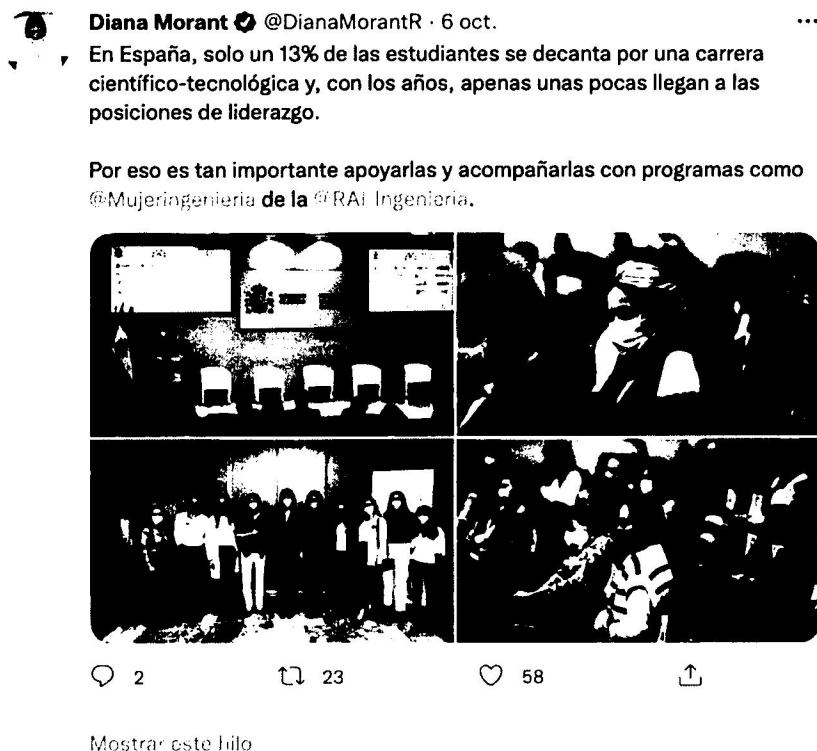 Diana Morant @DianaMorantR · 6 oct.
En España, solo un 13% de las estudiantes se decanta por una carrera
científico-tecnológica y, con los años, apenas unas pocas llegan a las
posiciones de liderazgo.
Por eso es tan importante apoyarlas y acompañarlas con programas como
@Mujeringenieria de la @RAI_Ingenieria.
2 23 58
Mostrar este hilo